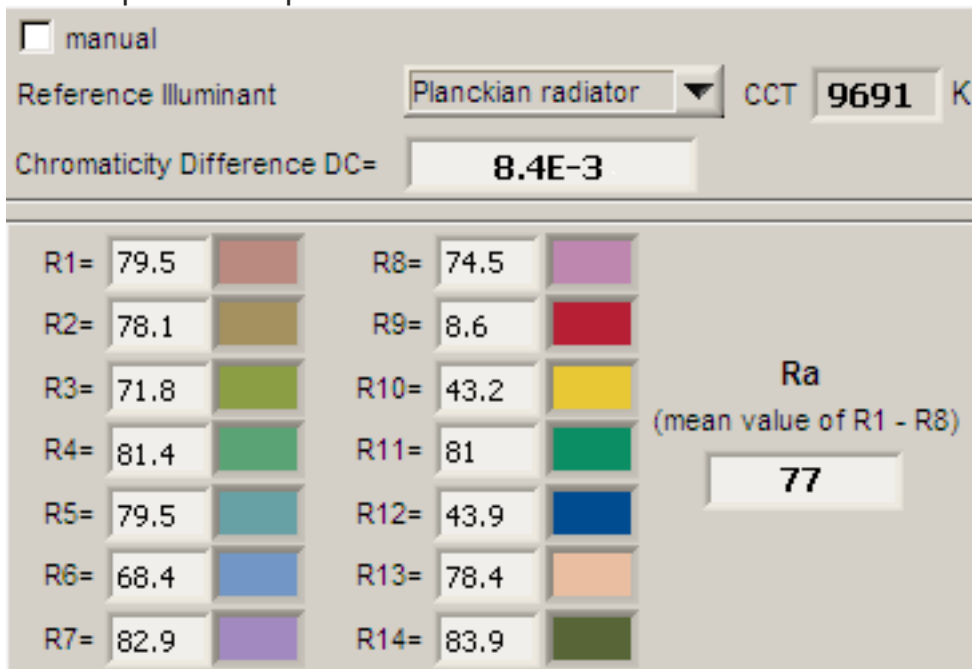 manual
Reference Illuminant Planckian radiator CCT 9691 K
Chromaticity Difference DC= 8.4E-3
R1= 79.5 R8= 74.5
R2= 78.1 R9= 8.6
R3= 71.8 R10= 43.2
R4= 81.4 R11= 81
R5= 79.5 R12= 43.9
R6= 68.4 R13= 78.4
R7= 82.9 R14= 83.9
Ra
(mean value of R1 - R8)
77